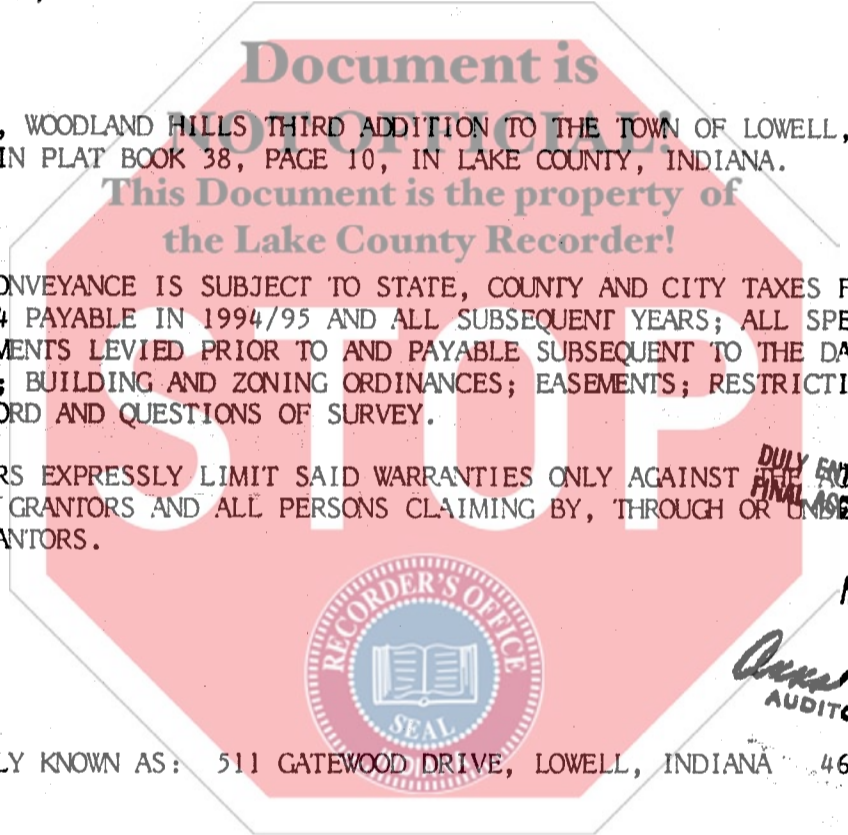 Document is
, WOODLAND HILLS THIRD ADDITION TO THE TOWN OF LOWELL,
NOT OFFICIAL!
IN PLAT BOOK 38, PAGE 10, IN LAKE COUNTY, INDIANA.
This Document is the property of
the Lake County Recorder!
ONVEYANCE IS SUBJECT TO STATE, COUNTY AND CITY TAXES F
4 PAYABLE IN 1994/95 AND ALL SUBSEQUENT YEARS; ALL SPE
MENTS LEVIED PRIOR TO AND PAYABLE SUBSEQUENT TO THE DA
; BUILDING AND ZONING ORDINANCES; EASEMENTS; RESTRICTI
ORD AND QUESTIONS OF SURVEY.
STOP
DULY EN
RS EXPRESSLY LIMIT SAID WARRANTIES ONLY AGAINST THE
FINAL
GRANTORS AND ALL PERSONS CLAIMING BY, THROUGH OR
ANTORS.
RECORDER'S OFFICE
SEAL
INDIANA
AUDITO
LY KNOWN AS: 511 GATEWOOD DRIVE, LOWELL, INDIANA 46